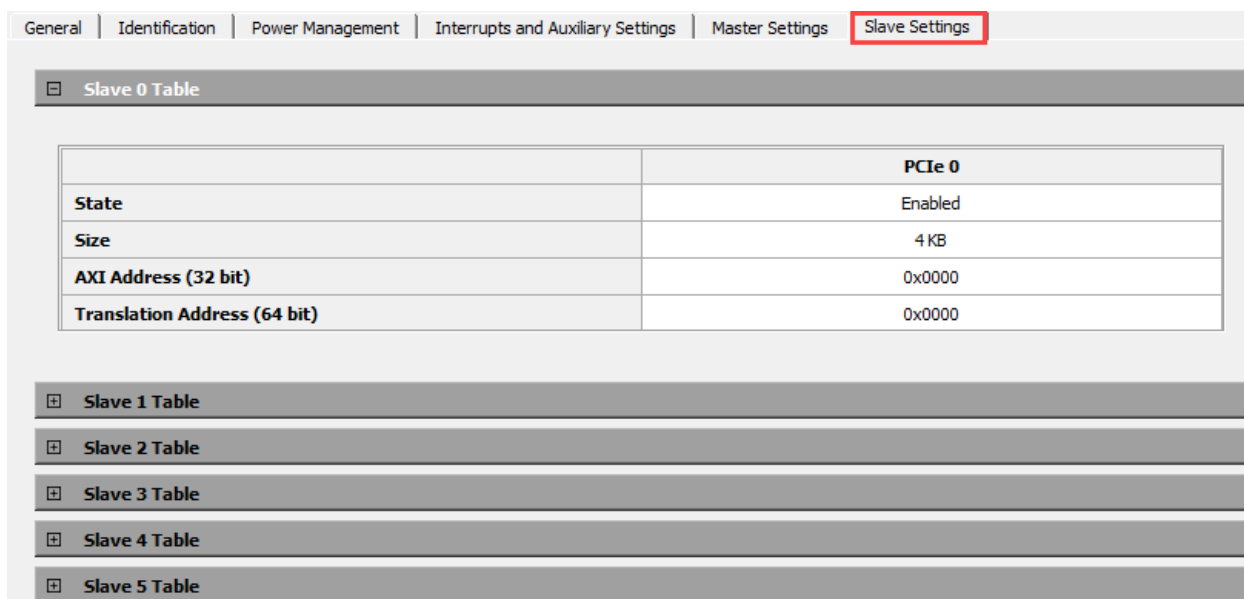 General Identification Power Management Interrupts and Auxiliary Settings Master Settings Slave Settings
Slave 0 Table
PCIe 0
State Enabled
Size 4 KB
AXI Address (32 bit) 0x0000
Translation Address (64 bit) 0x0000
Slave 1 Table
Slave 2 Table
Slave 3 Table
Slave 4 Table
Slave 5 Table